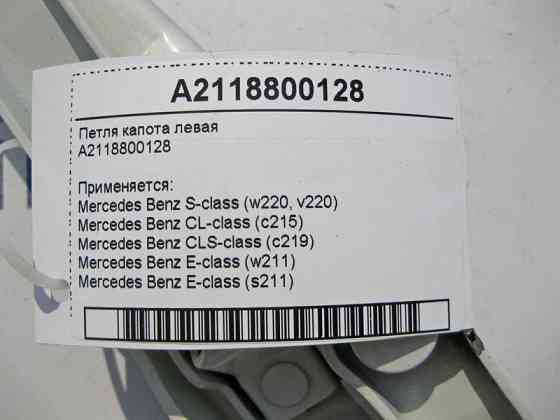 A2118800128
Петля капота левая
A2118800128
Применяется:
Mercedes Benz S-class (w220, v220)
Mercedes Benz CL-class (c215)
Mercedes Benz CLS-class (c219)
Mercedes Benz E-class (w211)
Mercedes Benz E-class (s211)